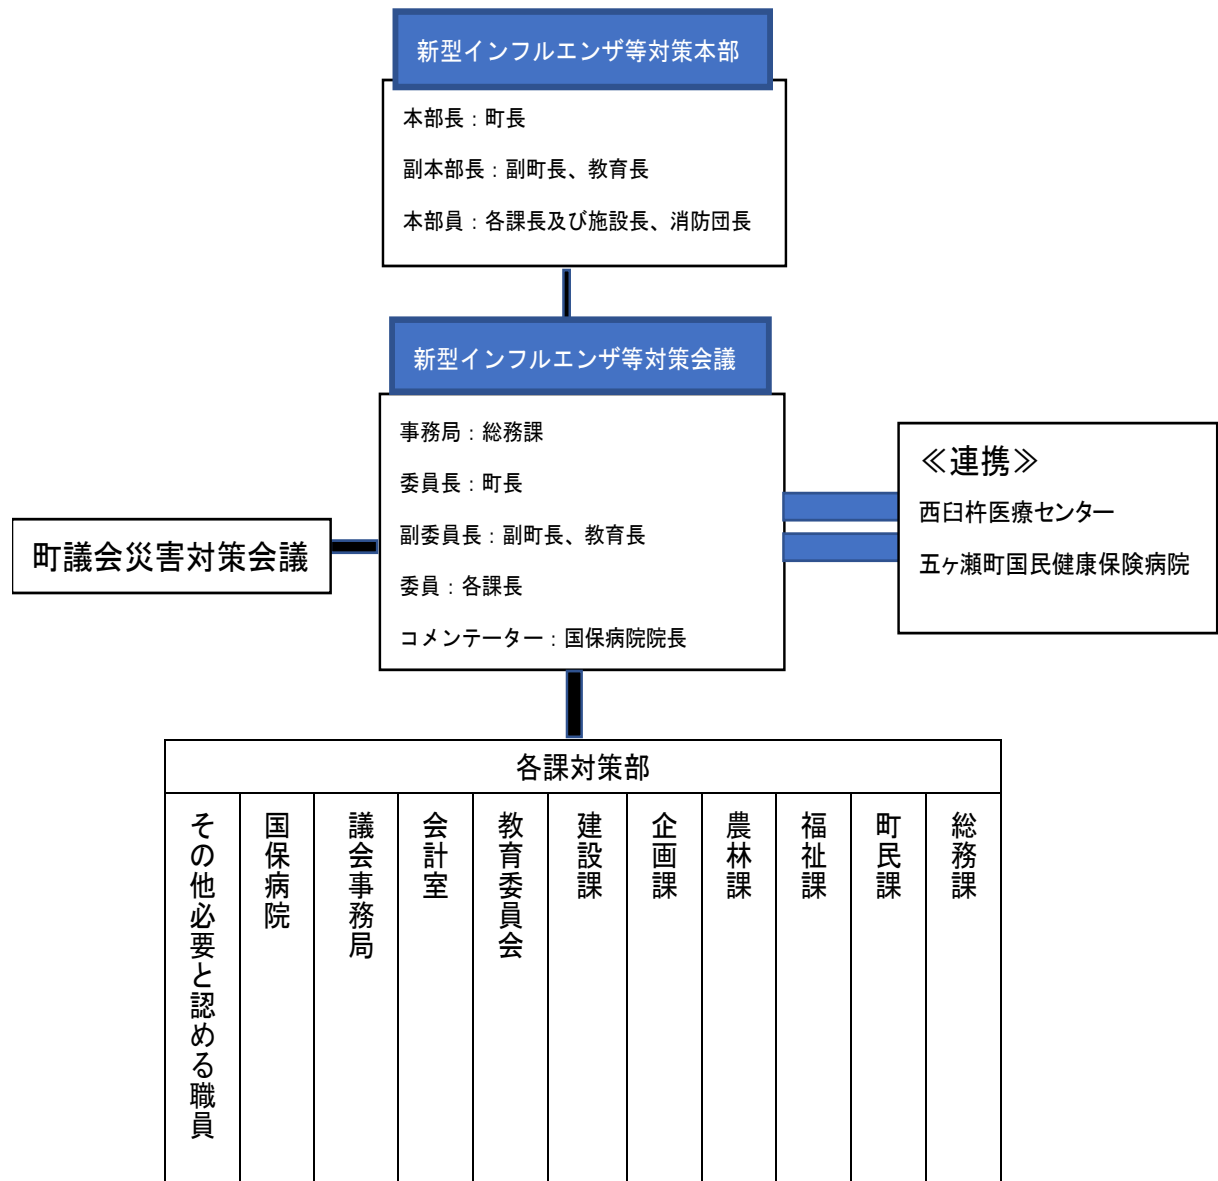 新型インフルエンザ等対策本部
本部長：町長
副本部長：副町長、教育長
本部員：各課長及び施設長、消防団長
新型インフルエンザ等対策会議
事務局：総務課
委員長：町長
副委員長：副町長、教育長
委員：各課長
コメンテーター：国保病院院長
≪連携≫
西臼杵医療センター
五ヶ瀬町国民健康保険病院
町議会災害対策会議
各課対策部
総務課
町民課
福祉課
農林課
企画課
建設課
教育委員会
会計室
議会事務局
国保病院
その他必要と認める職員